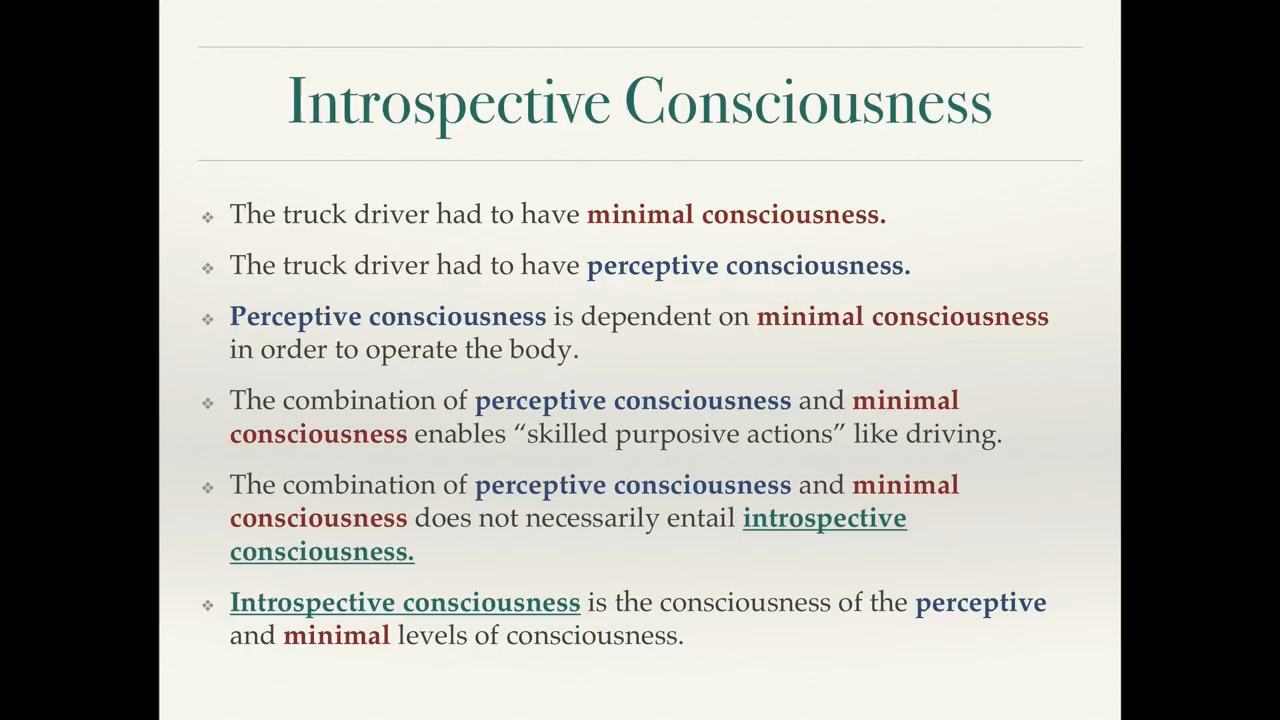 Introspective Consciousness
The truck driver had to have minimal consciousness.
The truck driver had to have perceptive consciousness.
Perceptive consciousness is dependent on minimal consciousness
in order to operate the body.
The combination of perceptive consciousness and minimal
consciousness enables “skilled purposive actions” like driving.
The combination of perceptive consciousness and minimal
consciousness does not necessarily entail introspective
consciousness.
Introspective consciousness is the consciousness of the perceptive
and minimal levels of consciousness.